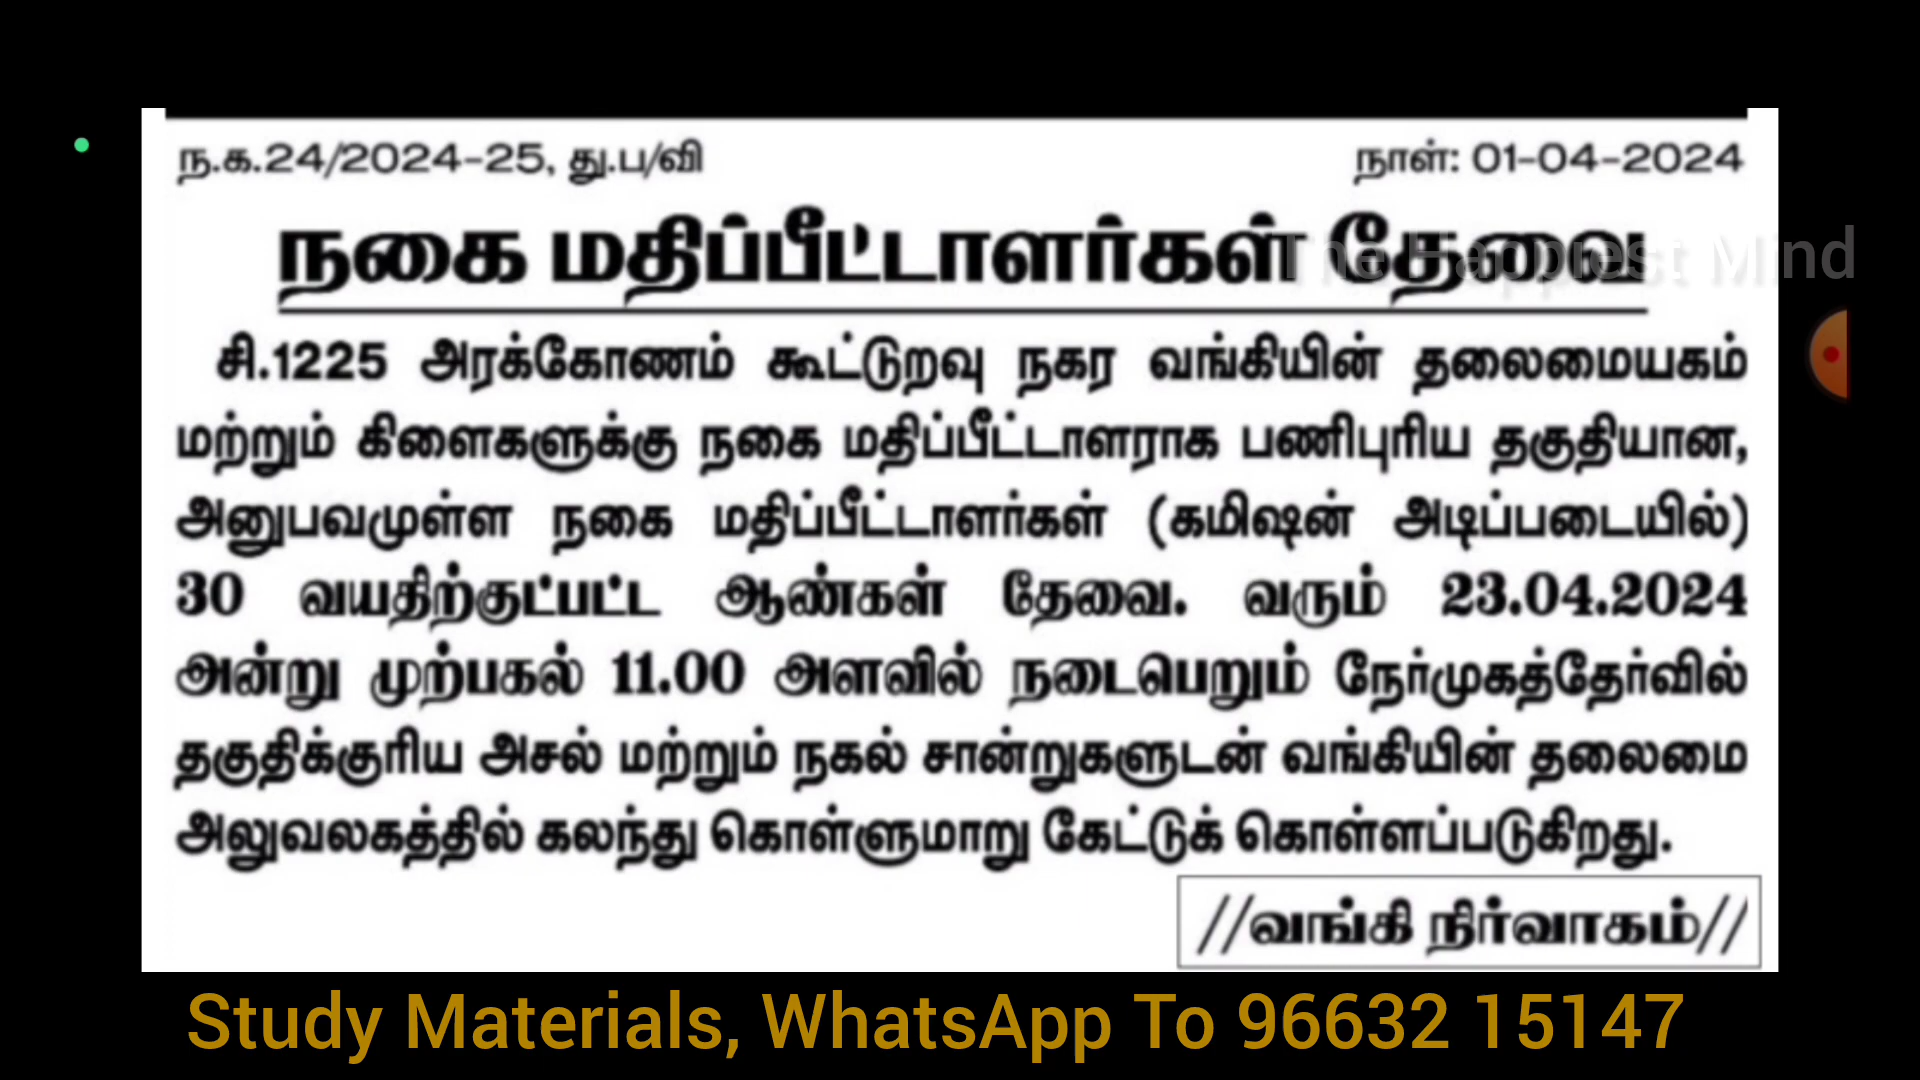 ந.க.24/2024-25, து.ப/வி
நாள்: 01-04-2024
நகை மதிப்பீட்டாளர்கள் தேவை
The Happiest Mind
சி.1225 அரக்கோணம் கூட்டுறவு நகர வங்கியின் தலைமையகம்
மற்றும் கிளைகளுக்கு நகை மதிப்பீட்டாளராக பணிபுரிய தகுதியான,
அனுபவமுள்ள நகை மதிப்பீட்டாளர்கள் (கமிஷன் அடிப்படையில்)
30 வயதிற்குட்பட்ட ஆண்கள் தேவை. வரும் 23.04.2024
அன்று முற்பகல் 11.00 அளவில் நடைபெறும் நேர்முகத்தேர்வில்
தகுதிக்குரிய அசல் மற்றும் நகல் சான்றுகளுடன் வங்கியின் தலைமை
அலுவலகத்தில் கலந்து கொள்ளுமாறு கேட்டுக் கொள்ளப்படுகிறது.
//வங்கி நிர்வாகம்//
Study Materials, WhatsApp To 96632 15147